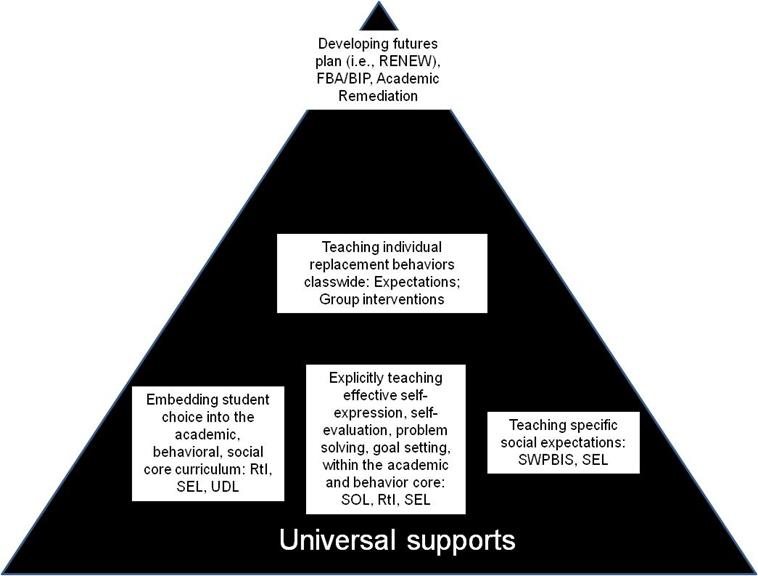 Developing futures
plan (i.e., RENEW),
FBA/BIP, Academic
Remediation
Teaching individual
replacement behaviors
classwide: Expectations;
Group interventions
Embedding student
choice into the
academic,
behavioral, social
core curriculum: RtI,
SEL, UDL
Explicitly teaching
effective self-
expression, self-
evaluation, problem
solving, goal setting,
within the academic
and behavior core:
SOL, RtI, SEL
Teaching specific
social expectations:
SWPBIS, SEL
Universal supports